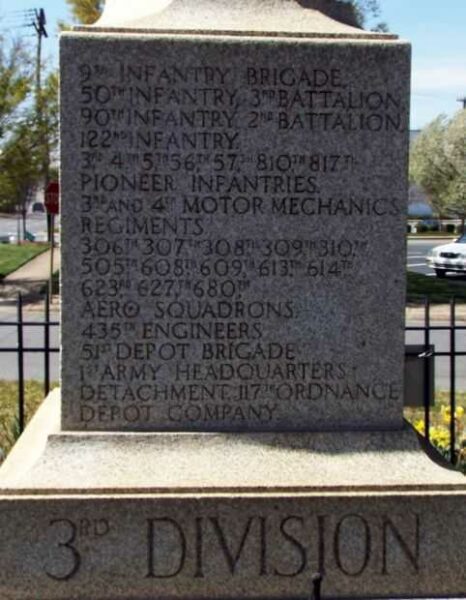 9TH INFANTRY BRIGADE.
50TH INFANTRY, 3RD BATTALION,
90TH INFANTRY, 2ND BATTALION,
122ND INFANTRY,
3RD 4TH 5TH 56TH, 57TH, 810TH, 817TH,
PIONEER INFANTRIES.
3RD AND 4TH MOTOR MECHANICS
REGIMENTS
306TH 307TH 308TH, 309TH, 310TH,
505TH 608TH 609TH, 613TH, 614TH,
623RD, 627TH, 680TH,
AERO SQUADRONS,
435TH ENGINEERS
51ST DEPOT BRIGADE
1ST ARMY HEADQUARTERS
DETACHMENT, 117TH ORDNANCE
DEPOT COMPANY.
3RD DIVISION